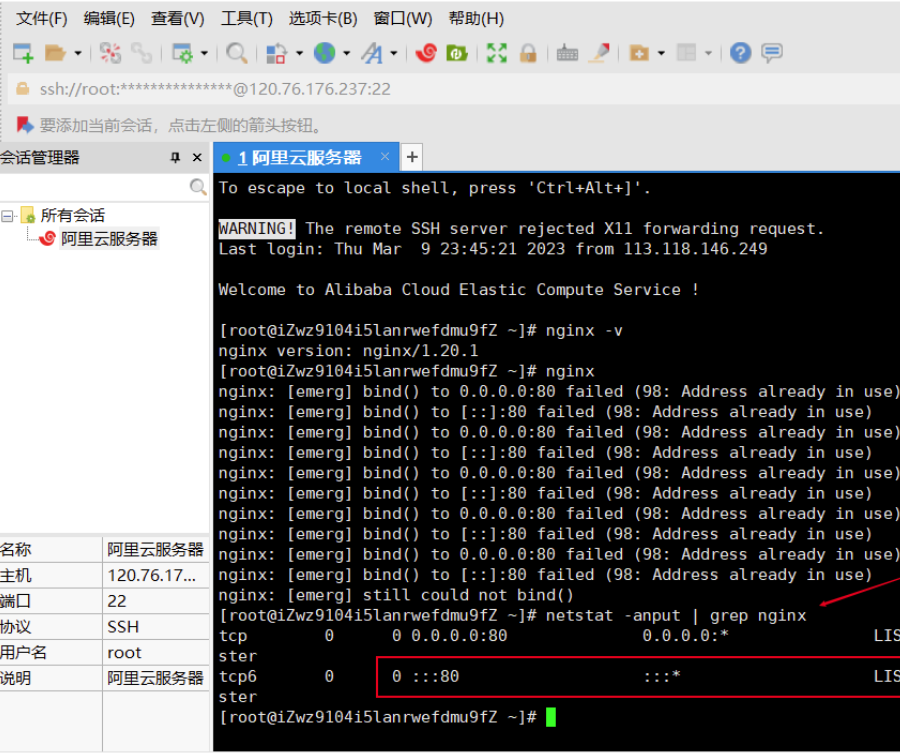 文件(F) 编辑(E) 查看(V) 工具(T) 选项卡(B) 窗口(W) 帮助(H)
ssh://root:***************@120.76.176.237:22
要添加当前会话，点击左侧的箭头按钮。
会话管理器
1 阿里云服务器
所有会话
阿里云服务器
To escape to local shell, press 'Ctrl+Alt+]'.
WARNING! The remote SSH server rejected X11 forwarding request.
Last login: Thu Mar  9 23:45:21 2023 from 113.118.146.249
Welcome to Alibaba Cloud Elastic Compute Service !
[root@iZwz9104i5lanrwefdmu9fZ ~]# nginx -v
nginx version: nginx/1.20.1
[root@iZwz9104i5lanrwefdmu9fZ ~]# nginx
nginx: [emerg] bind() to 0.0.0.0:80 failed (98: Address already in use)
nginx: [emerg] bind() to [::]:80 failed (98: Address already in use)
nginx: [emerg] bind() to 0.0.0.0:80 failed (98: Address already in use)
nginx: [emerg] bind() to [::]:80 failed (98: Address already in use)
nginx: [emerg] bind() to 0.0.0.0:80 failed (98: Address already in use)
nginx: [emerg] bind() to [::]:80 failed (98: Address already in use)
nginx: [emerg] bind() to 0.0.0.0:80 failed (98: Address already in use)
nginx: [emerg] bind() to [::]:80 failed (98: Address already in use)
nginx: [emerg] bind() to 0.0.0.0:80 failed (98: Address already in use)
nginx: [emerg] bind() to [::]:80 failed (98: Address already in use)
nginx: [emerg] still could not bind()
[root@iZwz9104i5lanrwefdmu9fZ ~]# netstat -anput | grep nginx
tcp 0 0 0.0.0.0:80 0.0.0.0:* LIS
ster
tcp6 0 0 :::80 :::* LIS
ster
[root@iZwz9104i5lanrwefdmu9fZ ~]#
名称 阿里云服务器
主机 120.76.17...
端口 22
协议 SSH
用户名 root
说明 阿里云服务器